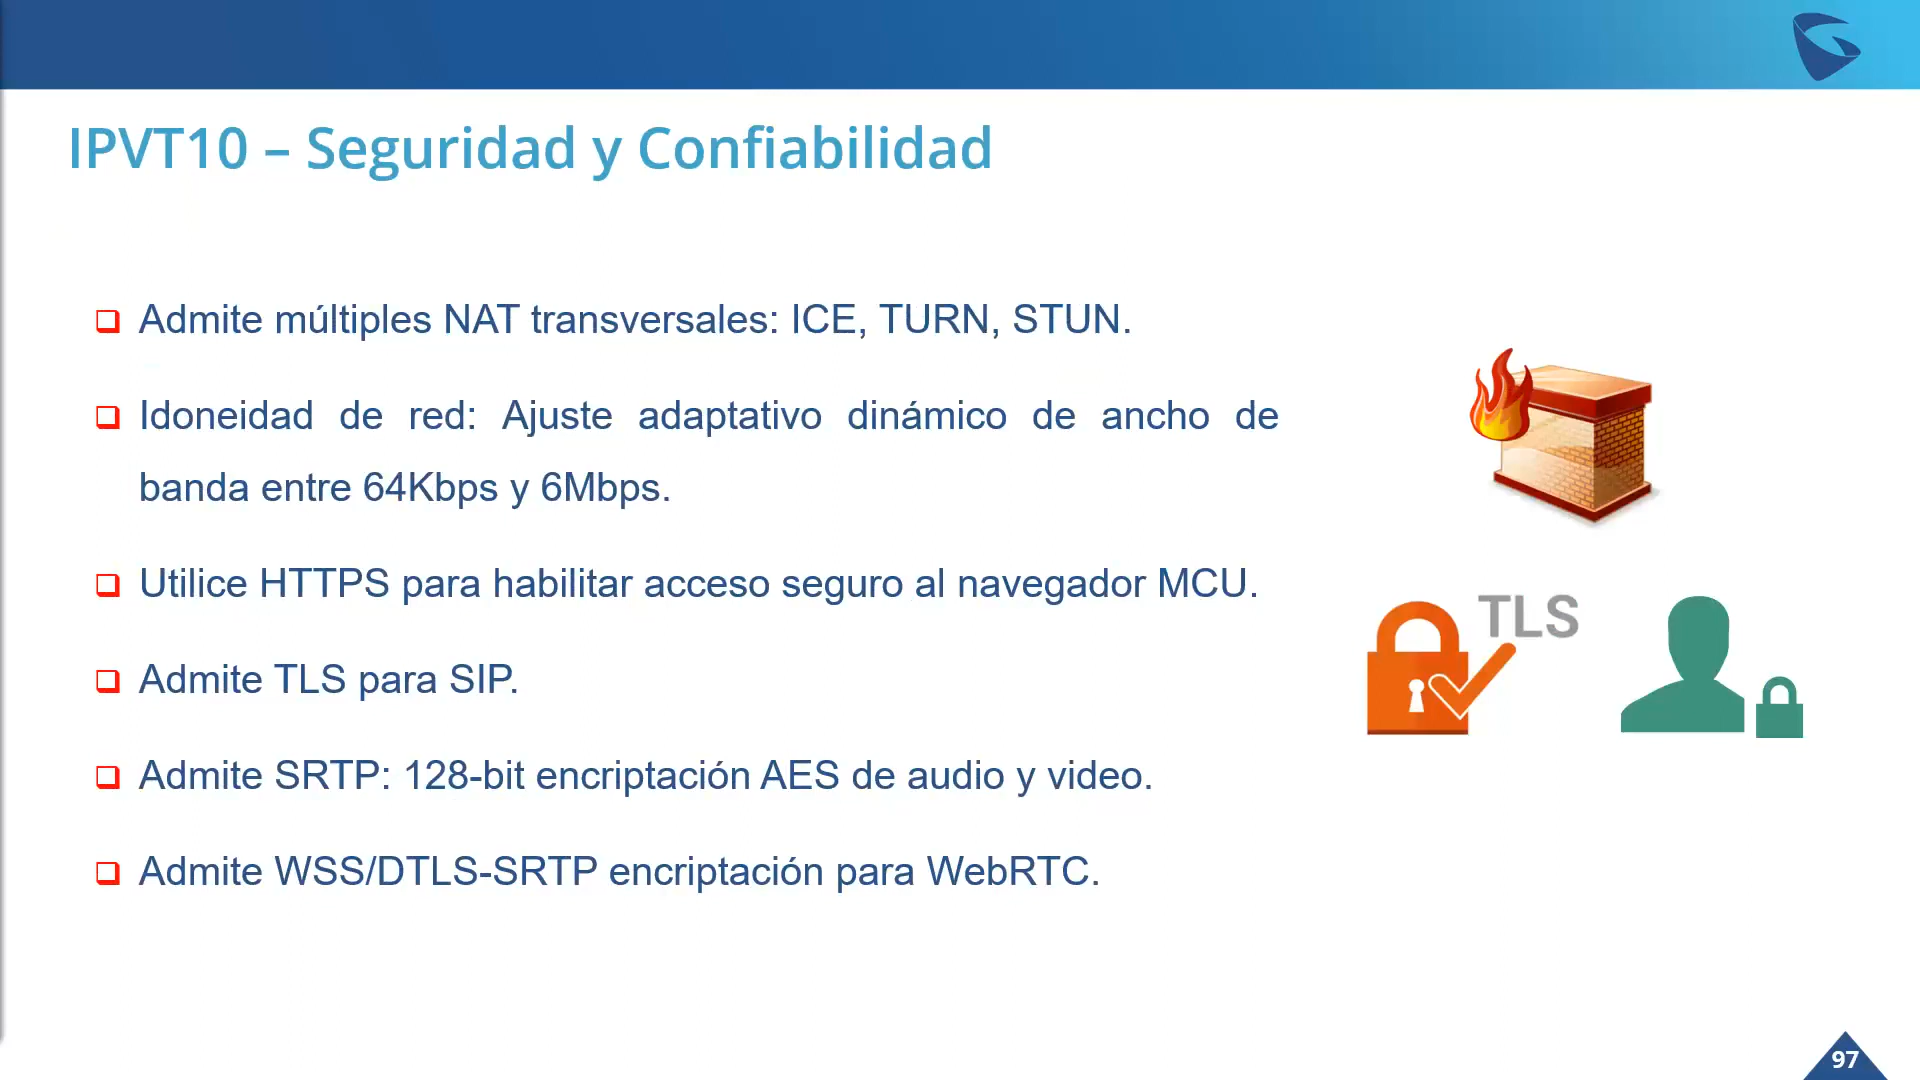 IPVT10 – Seguridad y Confiabilidad
Admite múltiples NAT transversales: ICE, TURN, STUN.
Idoneidad de red: Ajuste adaptativo dinámico de ancho de
banda entre 64Kbps y 6Mbps.
Utilice HTTPS para habilitar acceso seguro al navegador MCU.
Admite TLS para SIP.
Admite SRTP: 128-bit encriptación AES de audio y video.
Admite WSS/DTLS-SRTP encriptación para WebRTC.
TLS
97